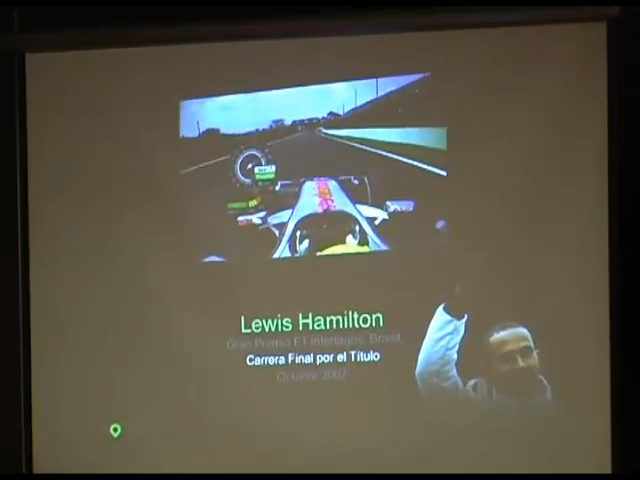 Lewis Hamilton
Gran Premio F1 Interlagos, Brasil
Carrera Final por el Título
Octubre 2007